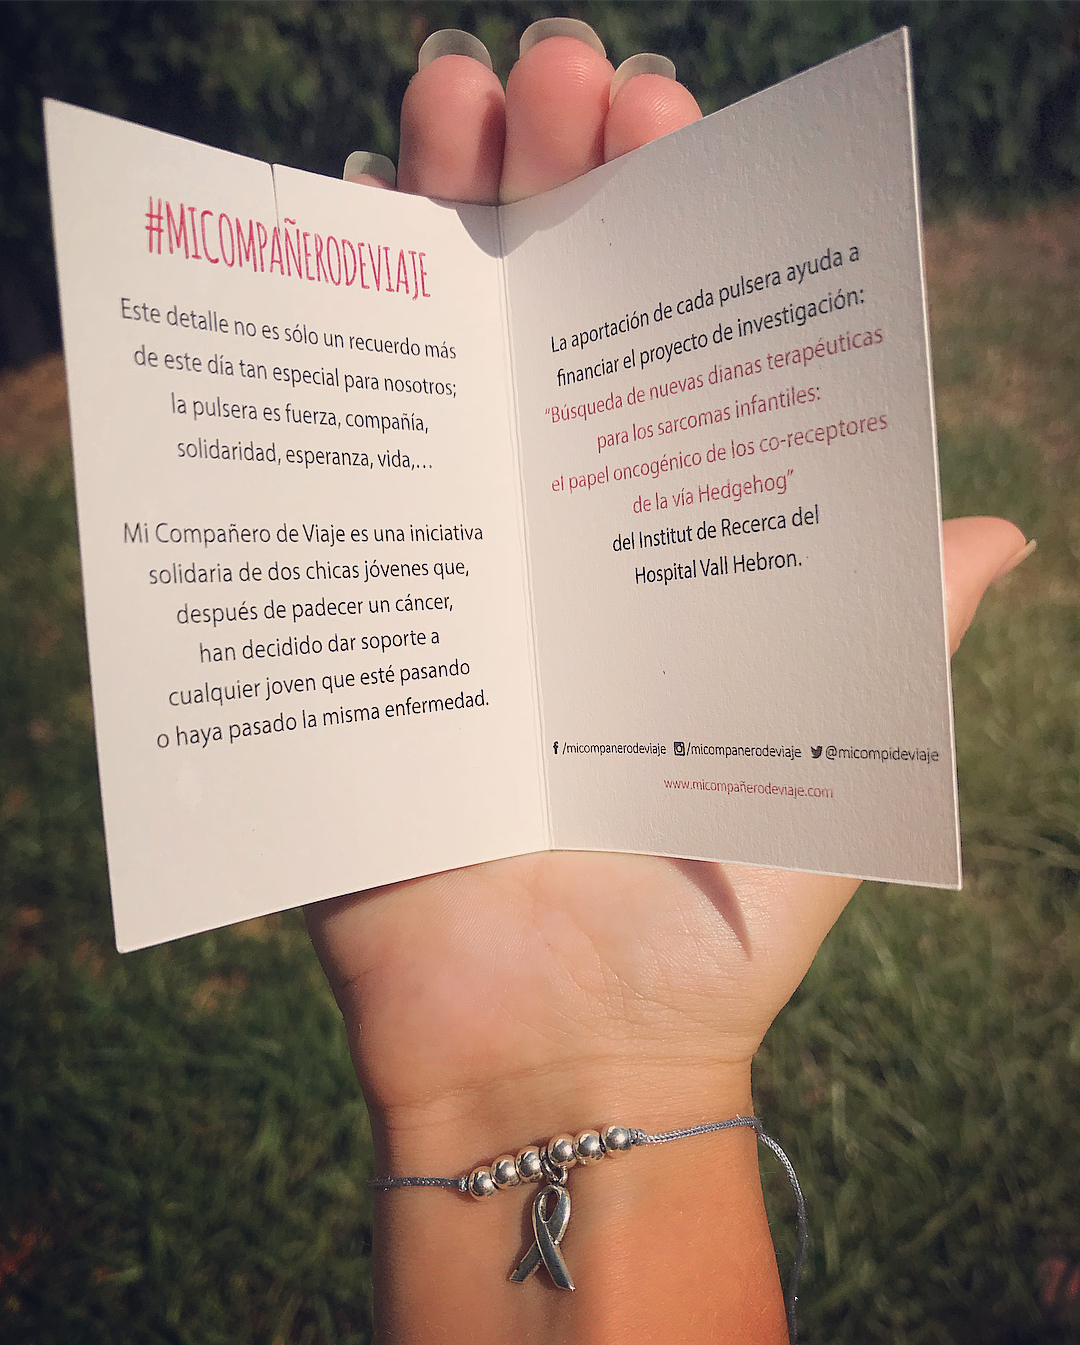 #MICOMPAÑERODEVIAJE
Este detalle no es sólo un recuerdo más
de este día tan especial para nosotros;
la pulsera es fuerza, compañía,
solidaridad, esperanza, vida,...
Mi Compañero de Viaje es una iniciativa
solidaria de dos chicas jóvenes que,
después de padecer un cáncer,
han decidido dar soporte a
cualquier joven que esté pasando
o haya pasado la misma enfermedad.
La aportación de cada pulsera ayuda a
financiar el proyecto de investigación:
"Búsqueda de nuevas dianas terapéuticas
para los sarcomas infantiles:
el papel oncogénico de los co-receptores
de la vía Hedgehog"
del Institut de Recerca del
Hospital Vall Hebron.
/micompanerodeviaje /micompanerodeviaje @micompideviaje
www.micompañerodeviaje.com